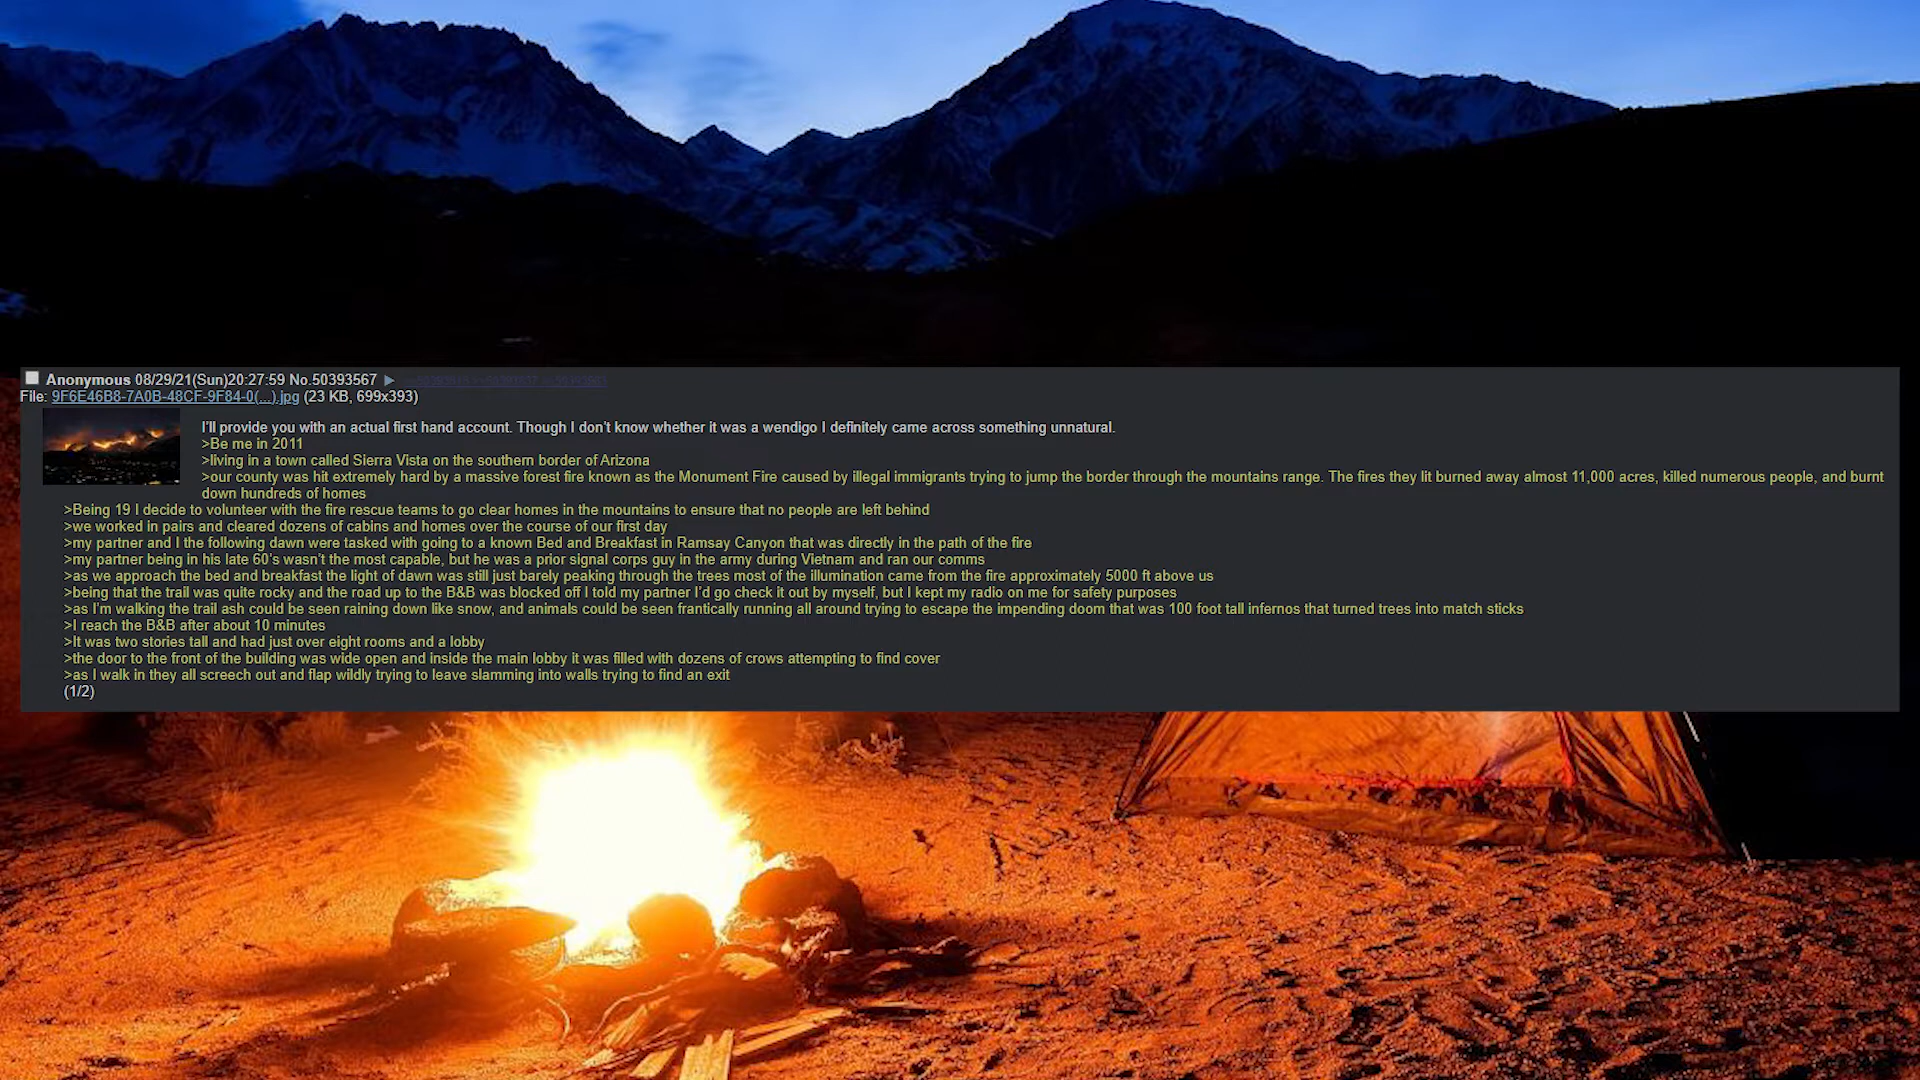 Anonymous 08/29/21(Sun)20:27:59 No.50393567 ▶
File: 9F6E46B8-7A0B-48CF-9F84-0(...).jpg (23 KB, 699x393)
I'll provide you with an actual first hand account. Though I don't know whether it was a wendigo I definitely came across something unnatural.
>Be me in 2011
>living in a town called Sierra Vista on the southern border of Arizona
>our county was hit extremely hard by a massive forest fire known as the Monument Fire caused by illegal immigrants trying to jump the border through the mountains range. The fires they lit burned away almost 11,000 acres, killed numerous people, and burnt
down hundreds of homes
>Being 19 I decide to volunteer with the fire rescue teams to go clear homes in the mountains to ensure that no people are left behind
>we worked in pairs and cleared dozens of cabins and homes over the course of our first day
>my partner and I the following dawn were tasked with going to a known Bed and Breakfast in Ramsay Canyon that was directly in the path of the fire
>my partner being in his late 60's wasn't the most capable, but he was a prior signal corps guy in the army during Vietnam and ran our comms
>as we approach the bed and breakfast the light of dawn was still just barely peaking through the trees most of the illumination came from the fire approximately 5000 ft above us
>being that the trail was quite rocky and the road up to the B&B was blocked off I told my partner I'd go check it out by myself, but I kept my radio on me for safety purposes
>as I'm walking the trail ash could be seen raining down like snow, and animals could be seen frantically running all around trying to escape the impending doom that was 100 foot tall infernos that turned trees into match sticks
>I reach the B&B after about 10 minutes
>It was two stories tall and had just over eight rooms and a lobby
>the door to the front of the building was wide open and inside the main lobby it was filled with dozens of crows attempting to find cover
>as I walk in they all screech out and flap wildly trying to leave slamming into walls trying to find an exit
(1/2)